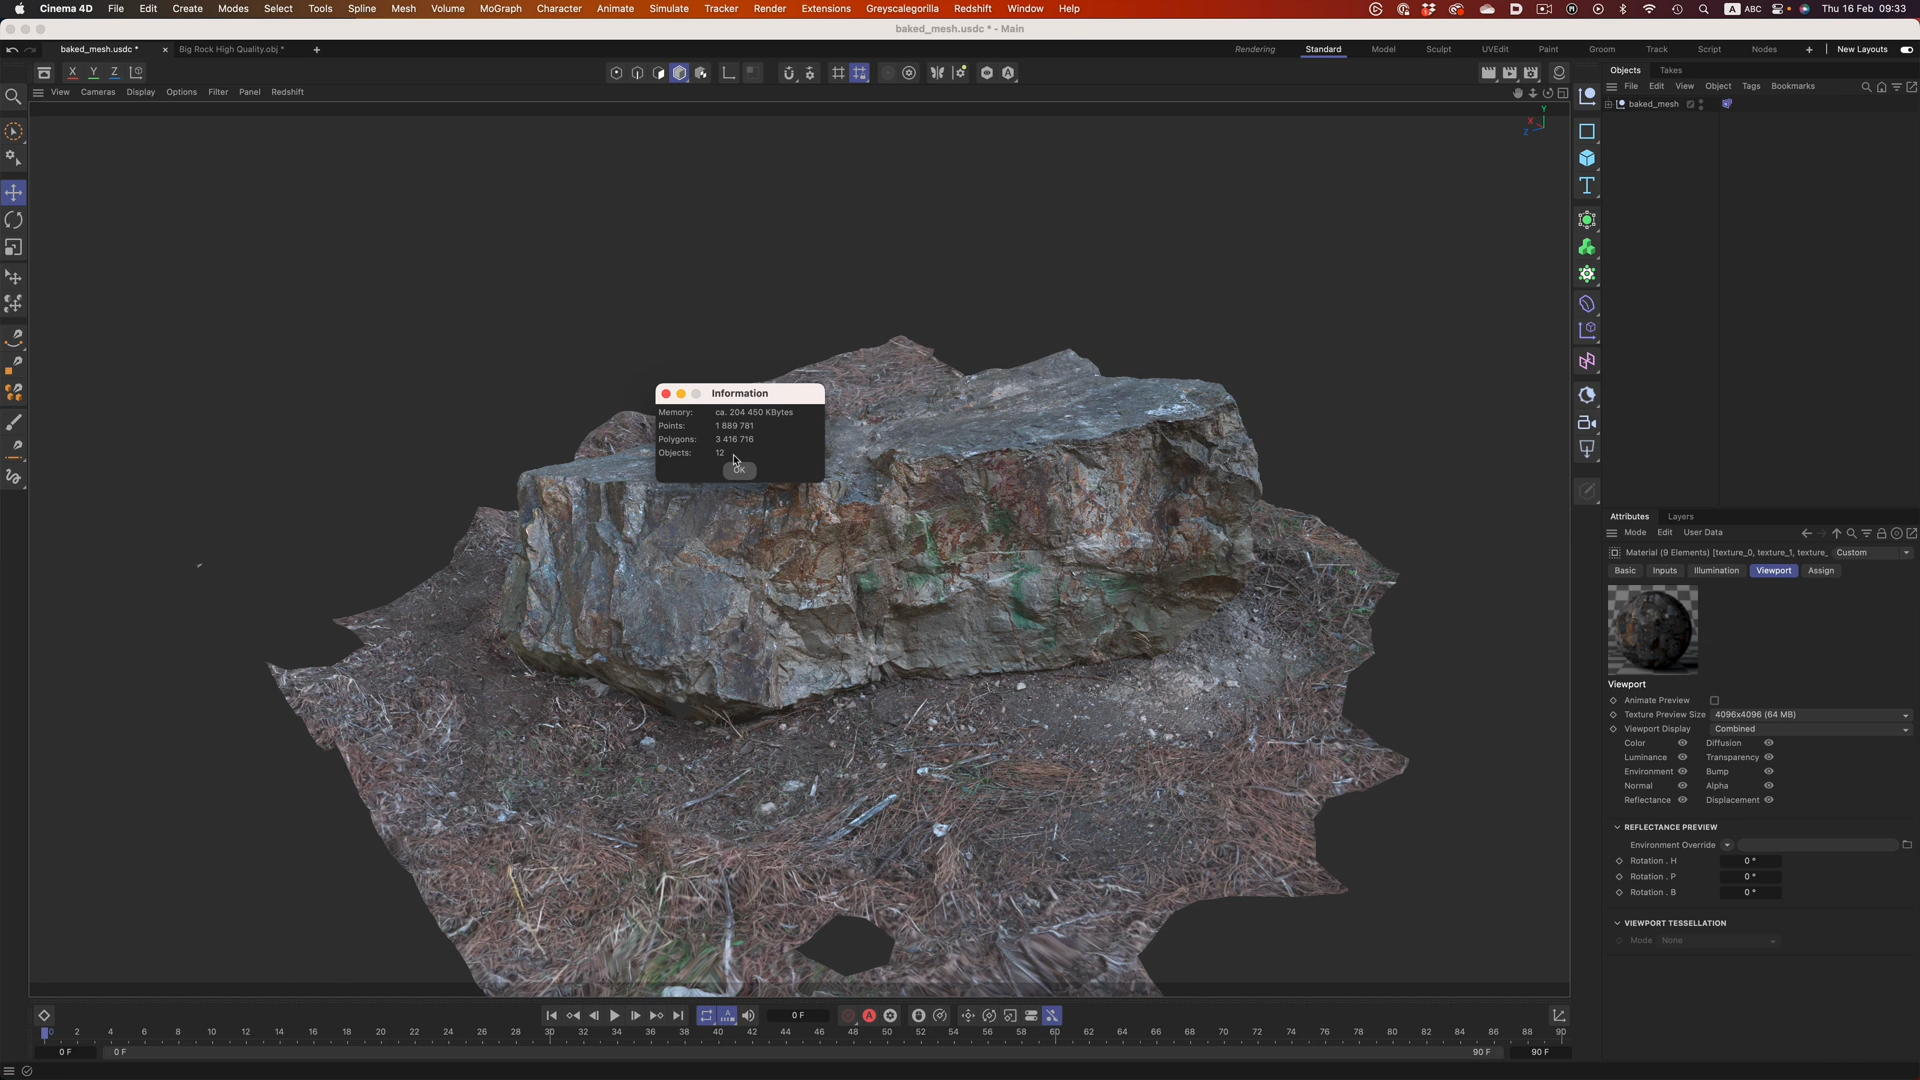 Cinema 4D File Edit Create Modes Select Tools Spline Mesh Volume MoGraph Character Animate Simulate Tracker Render Extensions Greyscalegorilla Redshift Window Help A ABC Thu 16 Feb 09:33
baked_mesh.usdc * - Main
baked_mesh.usdc * × Big Rock High Quality.obj * + Rendering Standard Model Sculpt UVEdit Paint Groom Track Script Nodes + New Layouts
X Y Z
View Cameras Display Options Filter Panel Redshift
Y
X
Z
Information
Memory: ca. 204 450 KBytes
Points: 1 889 781
Polygons: 3 416 716
Objects: 12
OK
Objects Takes
File Edit View Object Tags Bookmarks
baked_mesh
Attributes Layers
Mode Edit User Data
Material (9 Elements) [texture_0, texture_1, texture_ Custom
Basic Inputs Illumination Viewport Assign
Viewport
Animate Preview
Texture Preview Size 4096x4096 (64 MB)
Viewport Display Combined
Color Diffusion
Luminance Transparency
Environment Bump
Normal Alpha
Reflectance Displacement
REFLECTANCE PREVIEW
Environment Override
Rotation . H 0 °
Rotation . P 0 °
Rotation . B 0 °
VIEWPORT TESSELLATION
Mode None
0 F
0 2 4 6 8 10 12 14 16 18 20 22 24 26 28 30 32 34 36 38 40 42 44 46 48 50 52 54 56 58 60 62 64 66 68 70 72 74 76 78 80 82 84 86 88 90
0 F 0 F 90 F 90 F